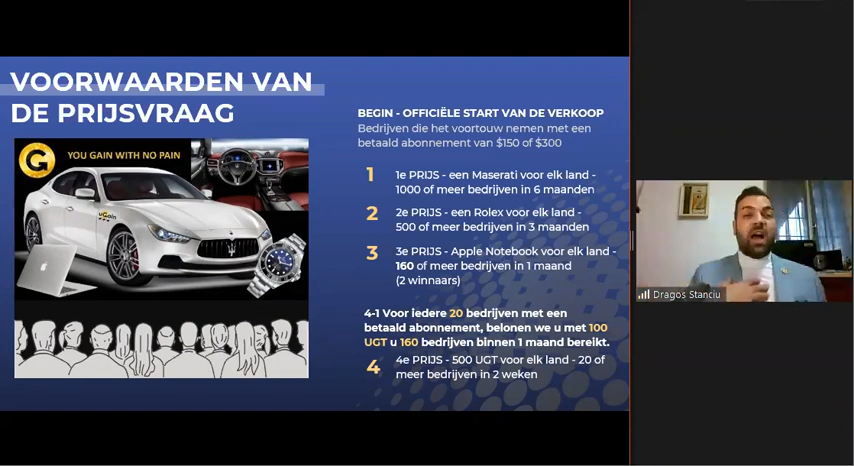 VOORWAARDEN VAN
DE PRIJSVRAAG
G
YOU GAIN WITH NO PAIN
uGain
BEGIN - OFFICIËLE START VAN DE VERKOOP
Bedrijven die het voortouw nemen met een
betaald abonnement van $150 of $300
1
1e PRIJS - een Maserati voor elk land -
1000 of meer bedrijven in 6 maanden
2
2e PRIJS - een Rolex voor elk land -
500 of meer bedrijven in 3 maanden
3
3e PRIJS - Apple Notebook voor elk land -
160 of meer bedrijven in 1 maand
(2 winnaars)
4-1 Voor iedere 20 bedrijven met een
betaald abonnement, belonen we u met 100
UGT u 160 bedrijven binnen 1 maand bereikt.
4
4e PRIJS - 500 UGT voor elk land - 20 of
meer bedrijven in 2 weken
Dragos Stanciu